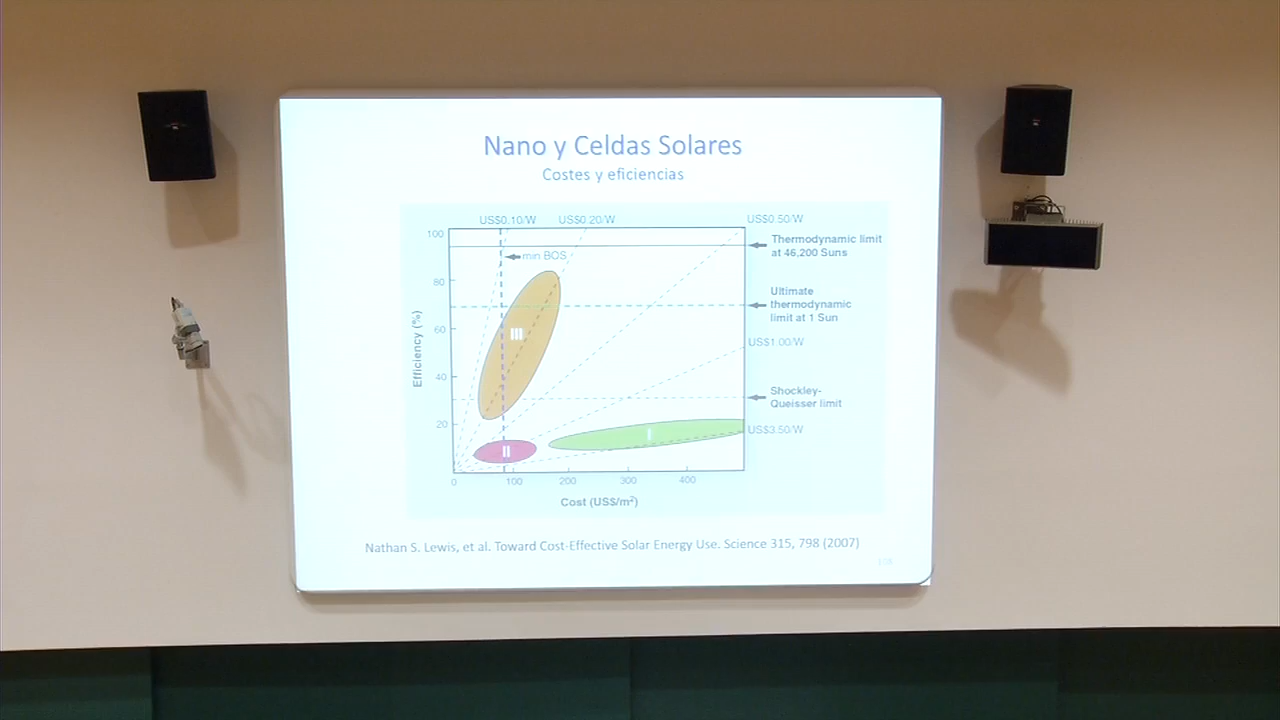 Nano y Celdas Solares
Costes y eficiencias
US$0.10/W US$0.20/W US$0.50/W
100
80
60
40
20
Efficiency (%)
min BOS
III
II
I
Thermodynamic limit
at 46,200 Suns
Ultimate
thermodynamic
limit at 1 Sun
US$1.00/W
Shockley-
Queisser limit
US$3.50/W
0 100 200 300 400
Cost (US$/m²)
Nathan S. Lewis, et al. Toward Cost-Effective Solar Energy Use. Science 315, 798 (2007)